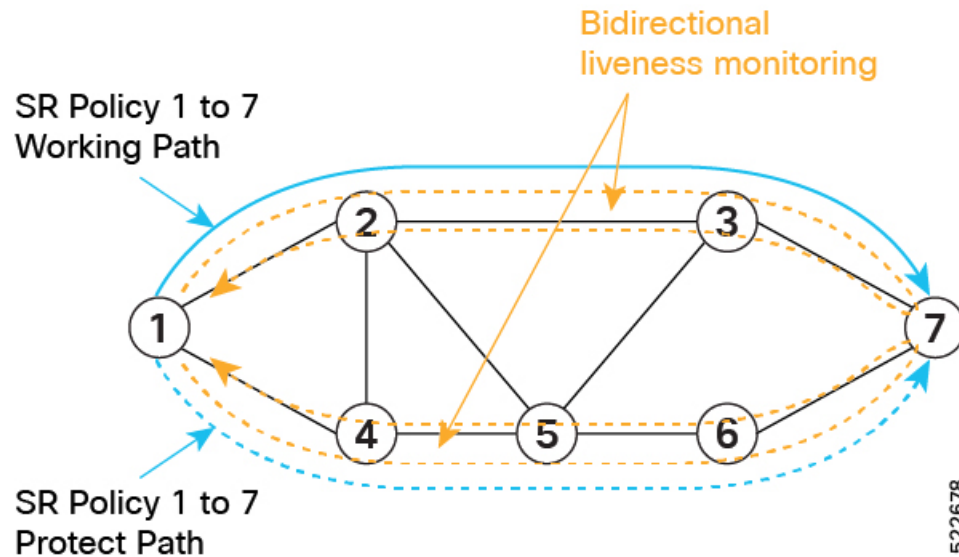 Bidirectional
liveness monitoring
SR Policy 1 to 7
Working Path
2
3
1
7
4
5
6
SR Policy 1 to 7
Protect Path
522678